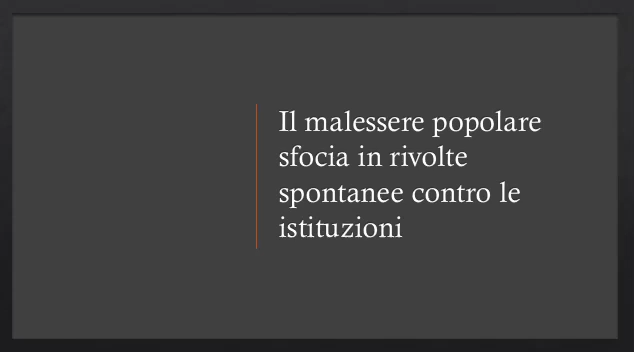 Il malessere popolare
sfocia in rivolte
spontanee contro le
istituzioni